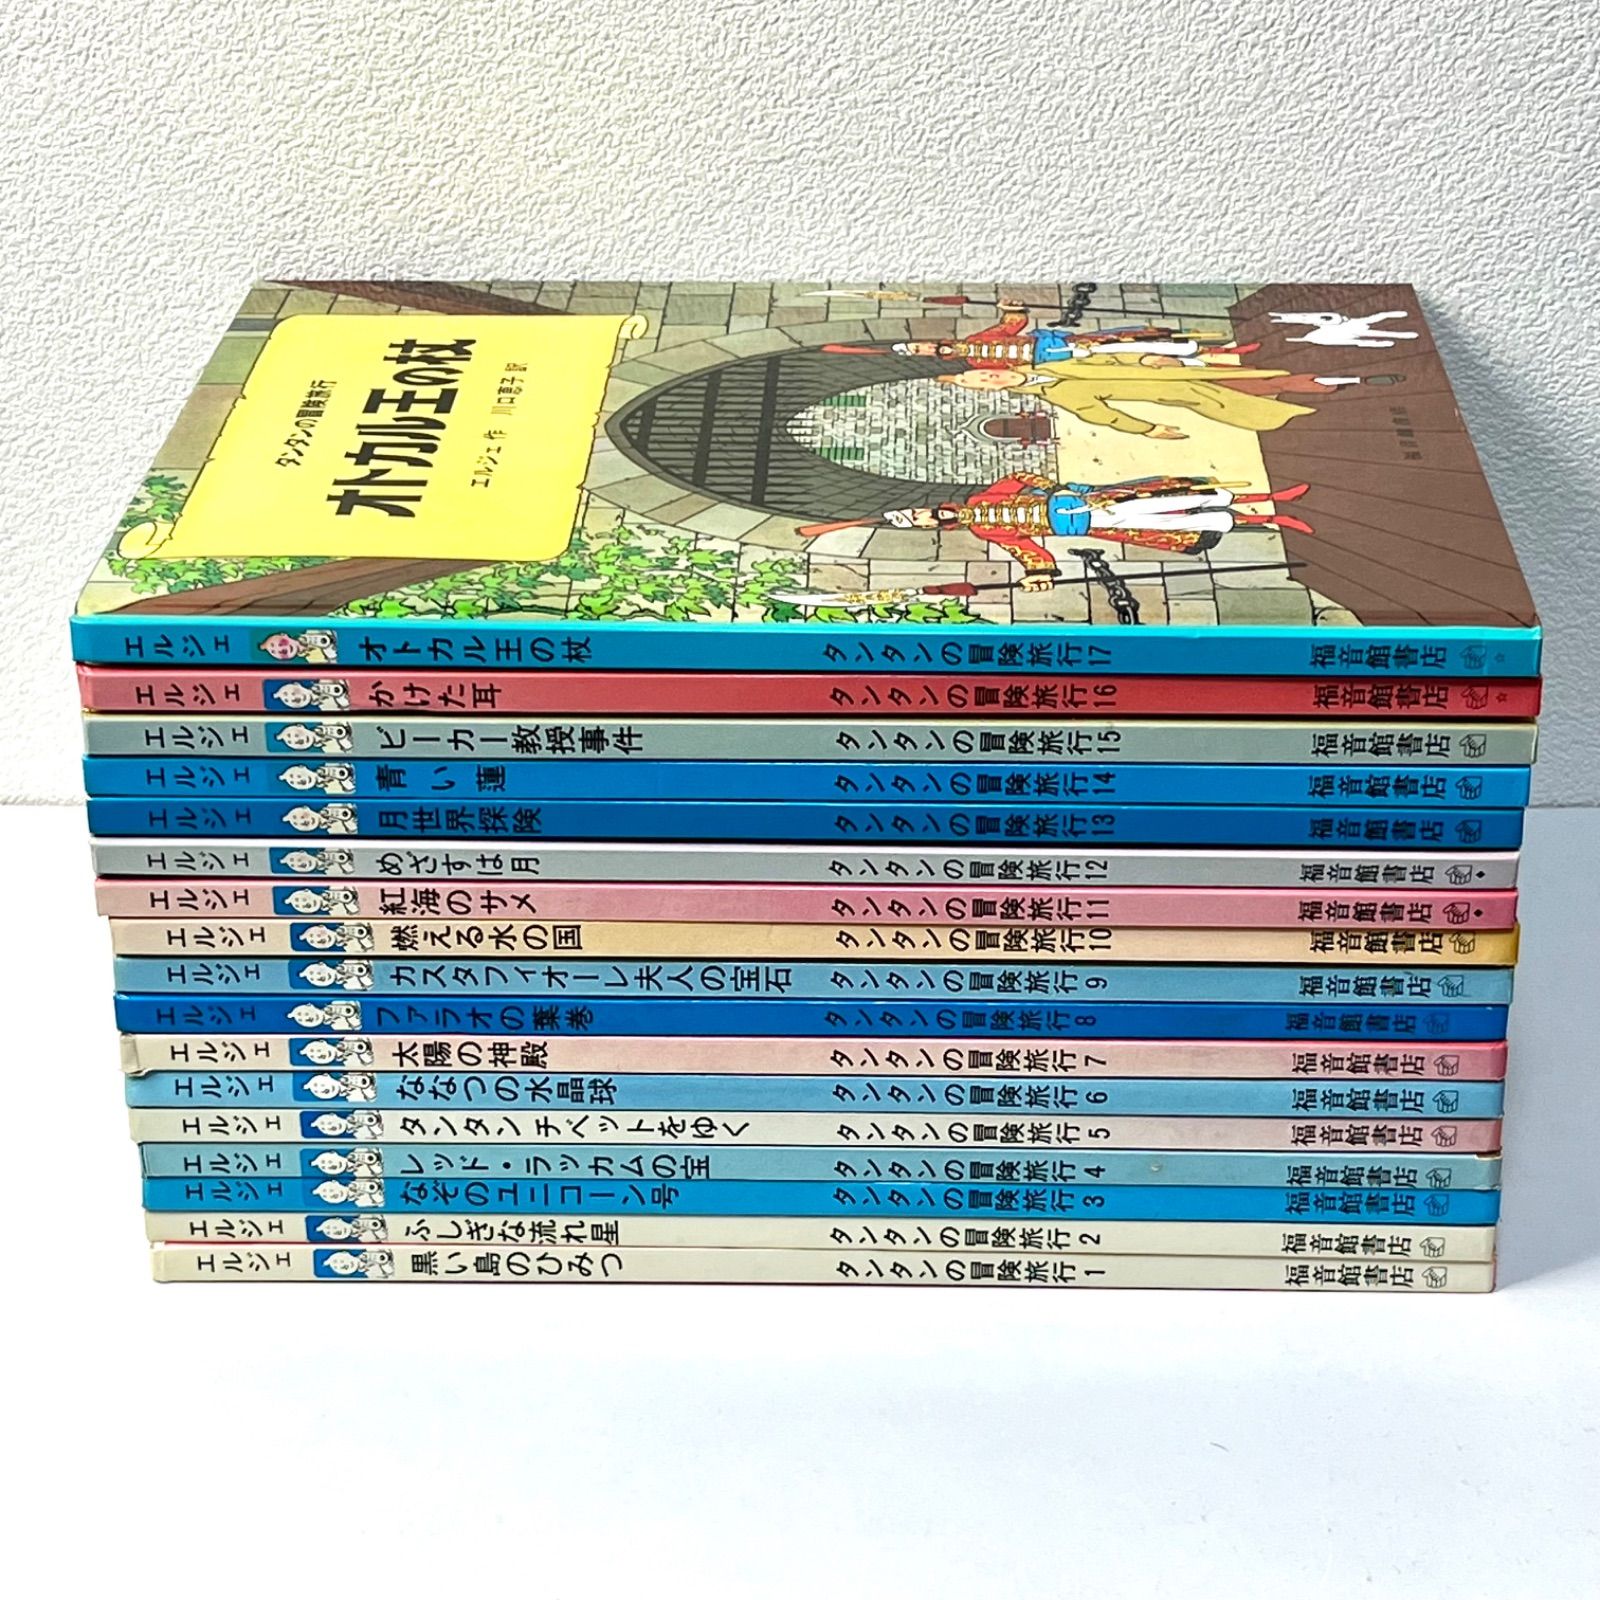 タンタンの冒険旅行
オトカル王の杖
エルジェ 作 川口恵子 訳
福音館書店
エルジェ オトカル王の杖 タンタンの冒険旅行 17 福音館書店
エルジェ かけた耳 タンタンの冒険旅行 16 福音館書店
エルジェ ビーカー教授事件 タンタンの冒険旅行 15 福音館書店
エルジェ 青い蓮 タンタンの冒険旅行 14 福音館書店
エルジェ 月世界探険 タンタンの冒険旅行 13 福音館書店
エルジェ めざすは月 タンタンの冒険旅行 12 福音館書店
エルジェ 紅海のサメ タンタンの冒険旅行 11 福音館書店
エルジェ 燃える水の国 タンタンの冒険旅行 10 福音館書店
エルジェ カスタフィオーレ夫人の宝石 タンタンの冒険旅行 9 福音館書店
エルジェ ファラオの葉巻 タンタンの冒険旅行 8 福音館書店
エルジェ 太陽の神殿 タンタンの冒険旅行 7 福音館書店
エルジェ ななつの水晶球 タンタンの冒険旅行 6 福音館書店
エルジェ タンタン チベットをゆく タンタンの冒険旅行 5 福音館書店
エルジェ レッド・ラッカムの宝 タンタンの冒険旅行 4 福音館書店
エルジェ なぞのユニコーン号 タンタンの冒険旅行 3 福音館書店
エルジェ ふしぎな流れ星 タンタンの冒険旅行 2 福音館書店
エルジェ 黒い島のひみつ タンタンの冒険旅行 1 福音館書店